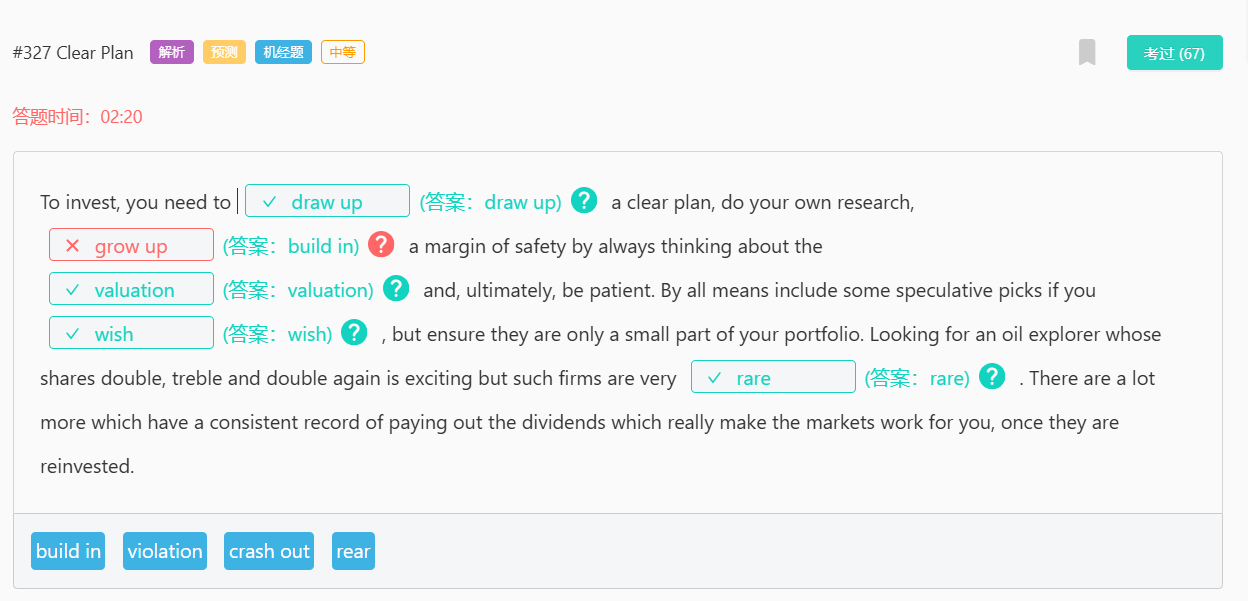 #327 Clear Plan 解析 预测 机经题 中等 考过 (67)
答题时间：02:20
To invest, you need to draw up (答案：draw up) ? a clear plan, do your own research,
grow up (答案：build in) ? a margin of safety by always thinking about the
valuation (答案：valuation) ? and, ultimately, be patient. By all means include some speculative picks if you
wish (答案：wish) ? , but ensure they are only a small part of your portfolio. Looking for an oil explorer whose
shares double, treble and double again is exciting but such firms are very rare (答案：rare) ? . There are a lot
more which have a consistent record of paying out the dividends which really make the markets work for you, once they are
reinvested.
build in violation crash out rear